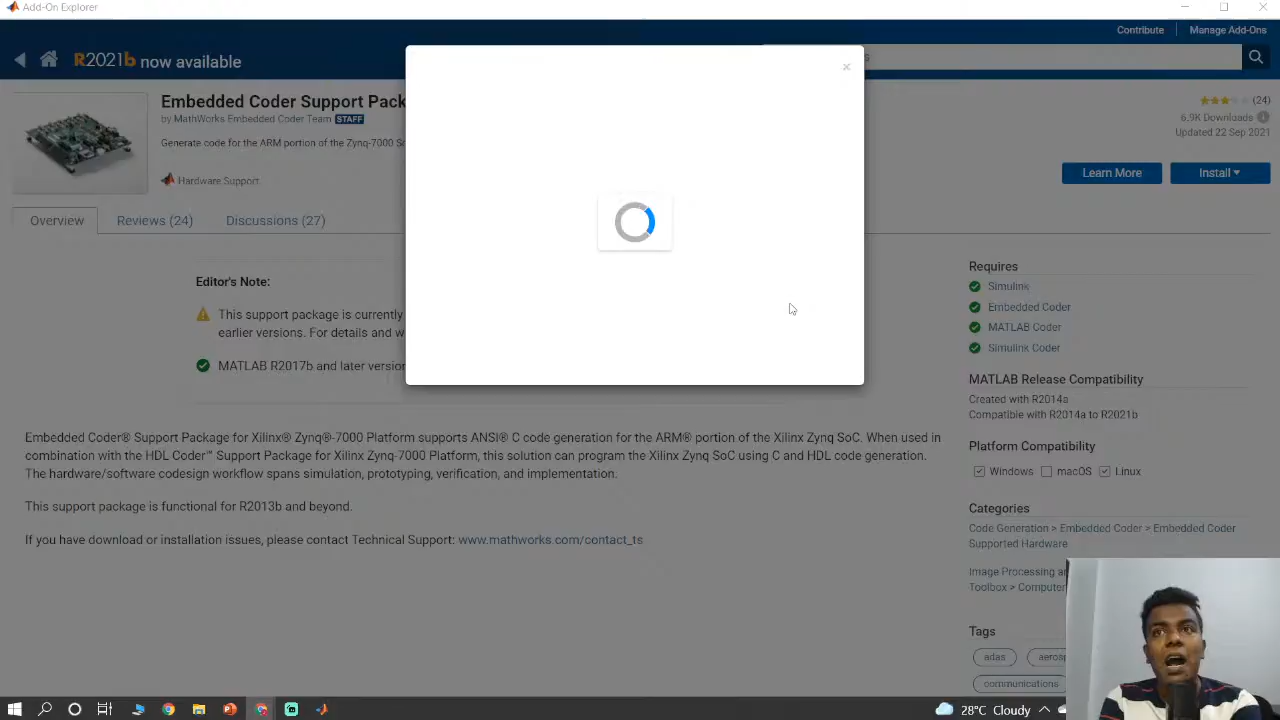 Add-On Explorer
Contribute
Manage Add-Ons
R2021b now available
Embedded Coder Support Pack
by MathWorks Embedded Coder Team STAFF
Generate code for the ARM portion of the Zynq-7000 S
Hardware Support
(24)
6.9K Downloads
Updated 22 Sep 2021
Learn More
Install
Overview
Reviews (24)
Discussions (27)
Editor's Note:
This support package is currently
earlier versions. For details and w
MATLAB R2017b and later versio
Embedded Coder® Support Package for Xilinx® Zynq®-7000 Platform supports ANSI® C code generation for the ARM® portion of the Xilinx Zynq SoC. When used in
combination with the HDL Coder™ Support Package for Xilinx Zynq-7000 Platform, this solution can program the Xilinx Zynq SoC using C and HDL code generation.
The hardware/software codesign workflow spans simulation, prototyping, verification, and implementation.
This support package is functional for R2013b and beyond.
If you have download or installation issues, please contact Technical Support: www.mathworks.com/contact_ts
Requires
Simulink
Embedded Coder
MATLAB Coder
Simulink Coder
MATLAB Release Compatibility
Created with R2014a
Compatible with R2014a to R2021b
Platform Compatibility
Windows
macOS
Linux
Categories
Code Generation > Embedded Coder > Embedded Coder
Supported Hardware
Image Processing a
Toolbox > Computer
Tags
adas
aerosp
communications
28°C Cloudy